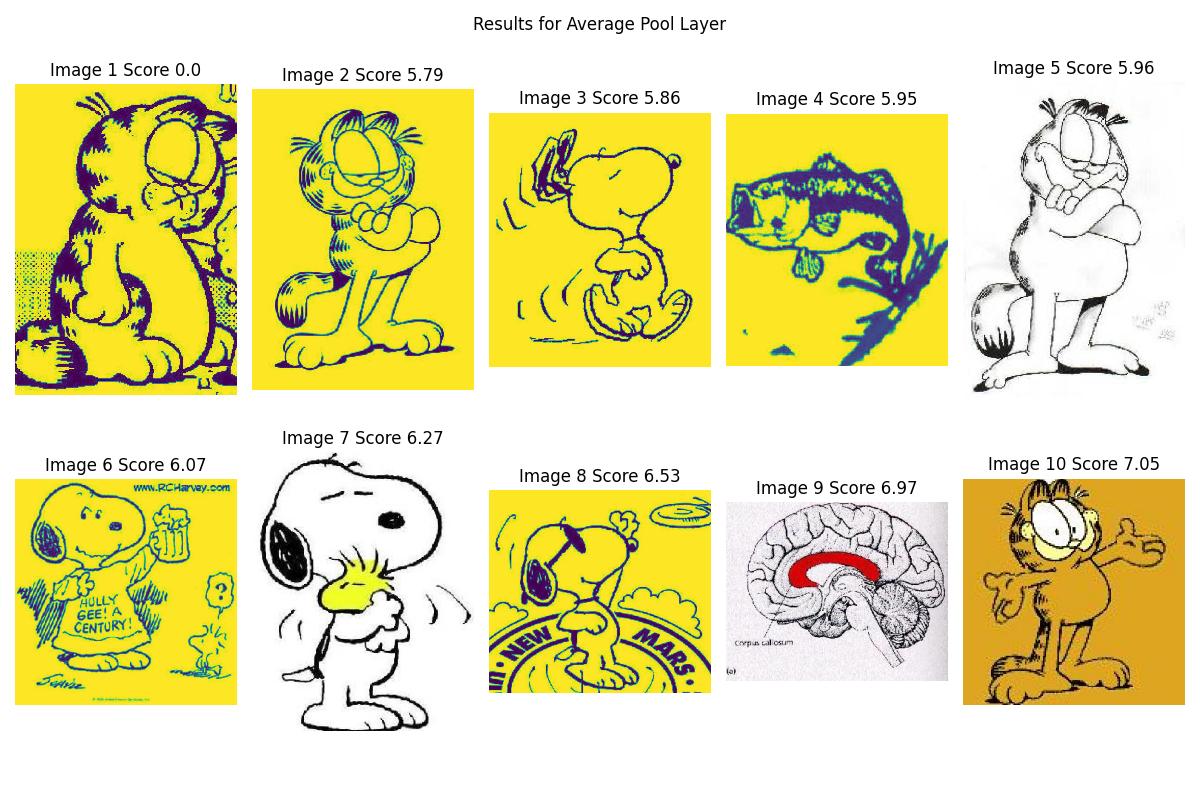 Results for Average Pool Layer
Image 1 Score 0.0
Image 2 Score 5.79
Image 3 Score 5.86
Image 4 Score 5.95
Image 5 Score 5.96
Image 6 Score 6.07
www.RCHarvey.com
HULLY
GEE! A
CENTURY!
?
Image 7 Score 6.27
Image 8 Score 6.53
NEW
MARS
Image 9 Score 6.97
Corpus callosum
(a)
Image 10 Score 7.05